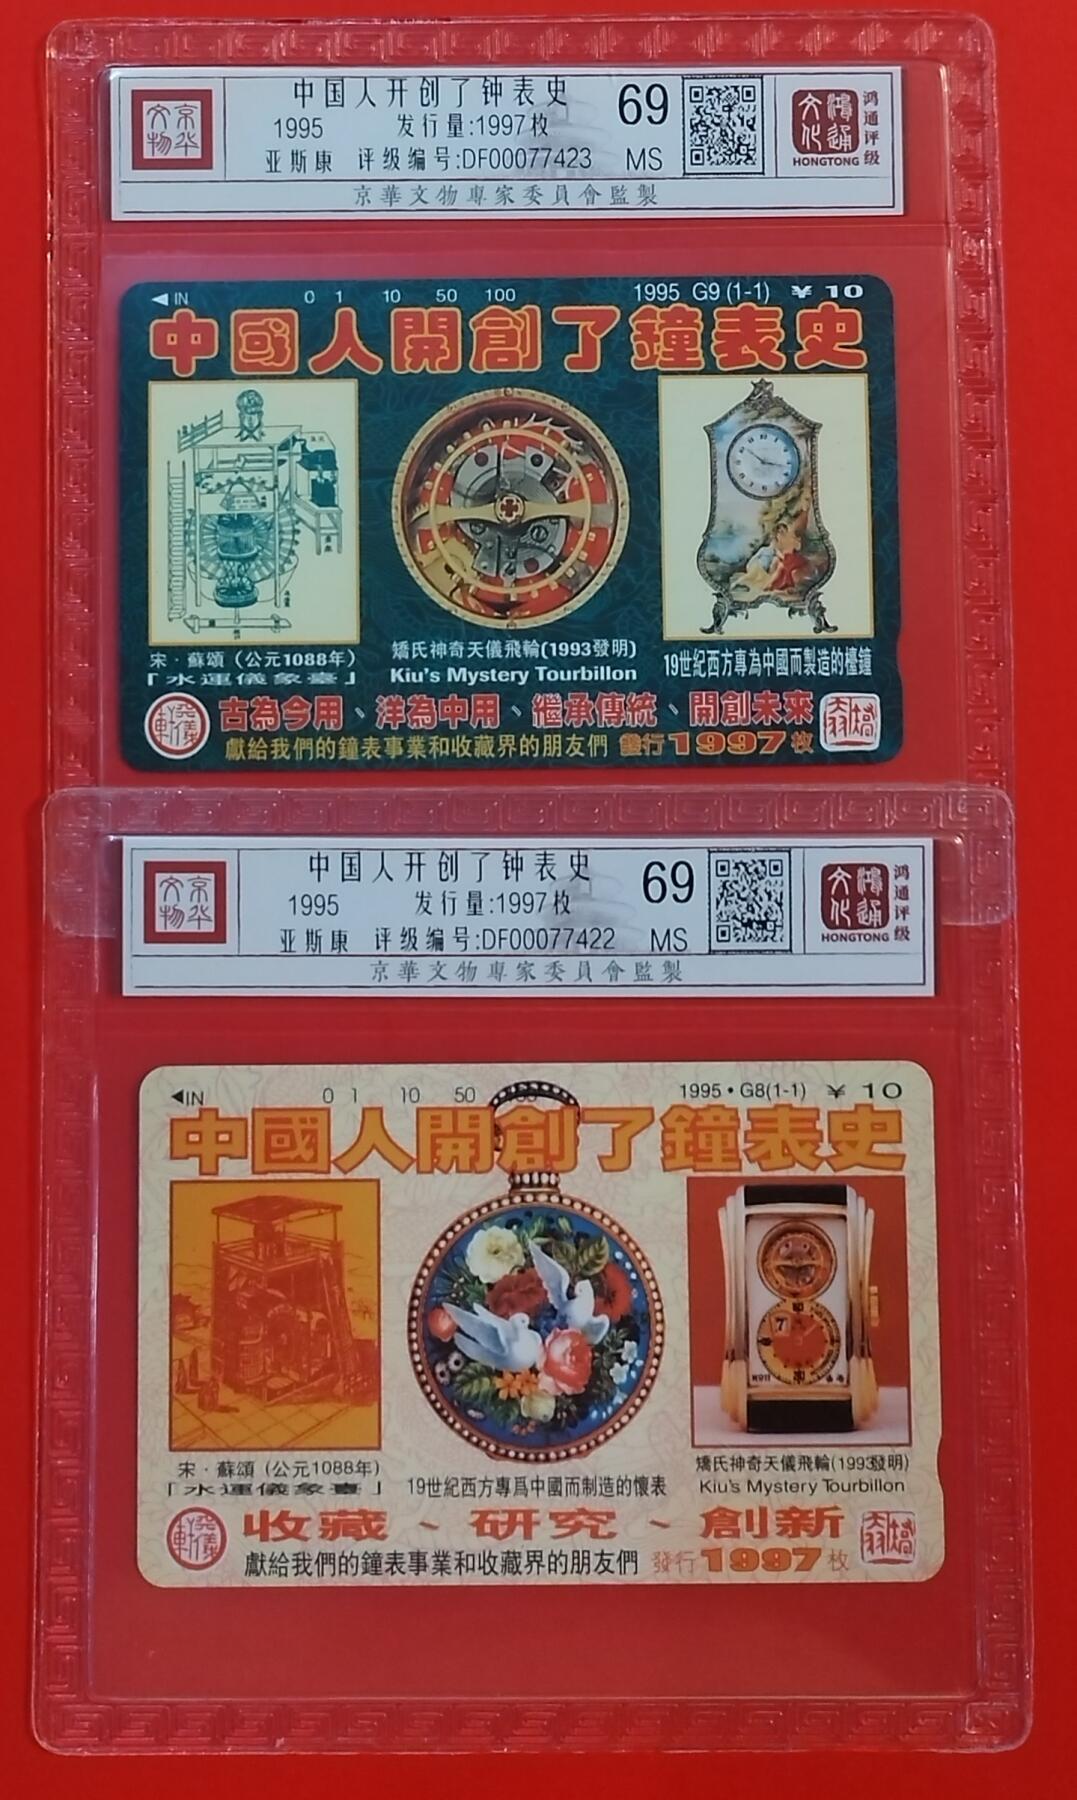 京华文物
中国人开创了钟表史
1995 发行量:1997枚
亚斯康 评级编号:DF00077423
69
MS
鸿通文化
HONGTONG
鸿通评级
京華文物專家委員會監製
◀IN 0 1 10 50 100 1995 G9 (1-1) ¥ 10
中國人開創了鐘表史
宋·蘇頌(公元1088年)
「水運儀象臺」
矯氏神奇天儀飛輪(1993發明)
Kiu's Mystery Tourbillon
19世紀西方專為中國而製造的檯鐘
古為今用、洋為中用、繼承傳統、開創未來
獻給我們的鐘表事業和收藏界的朋友們 發行1997枚
京华文物
中国人开创了钟表史
1995 发行量:1997枚
亚斯康 评级编号:DF00077422
69
MS
鸿通文化
HONGTONG
鸿通评级
京華文物專家委員會監製
◀IN 0 1 10 50 100 1995·G8(1-1) ¥ 10
中國人開創了鐘表史
宋·蘇頌(公元1088年)
「水運儀象臺」
19世紀西方專爲中國而制造的懷表
矯氏神奇天儀飛輪(1993發明)
Kiu's Mystery Tourbillon
收藏、研究、創新
獻給我們的鐘表事業和收藏界的朋友們 發行1997枚